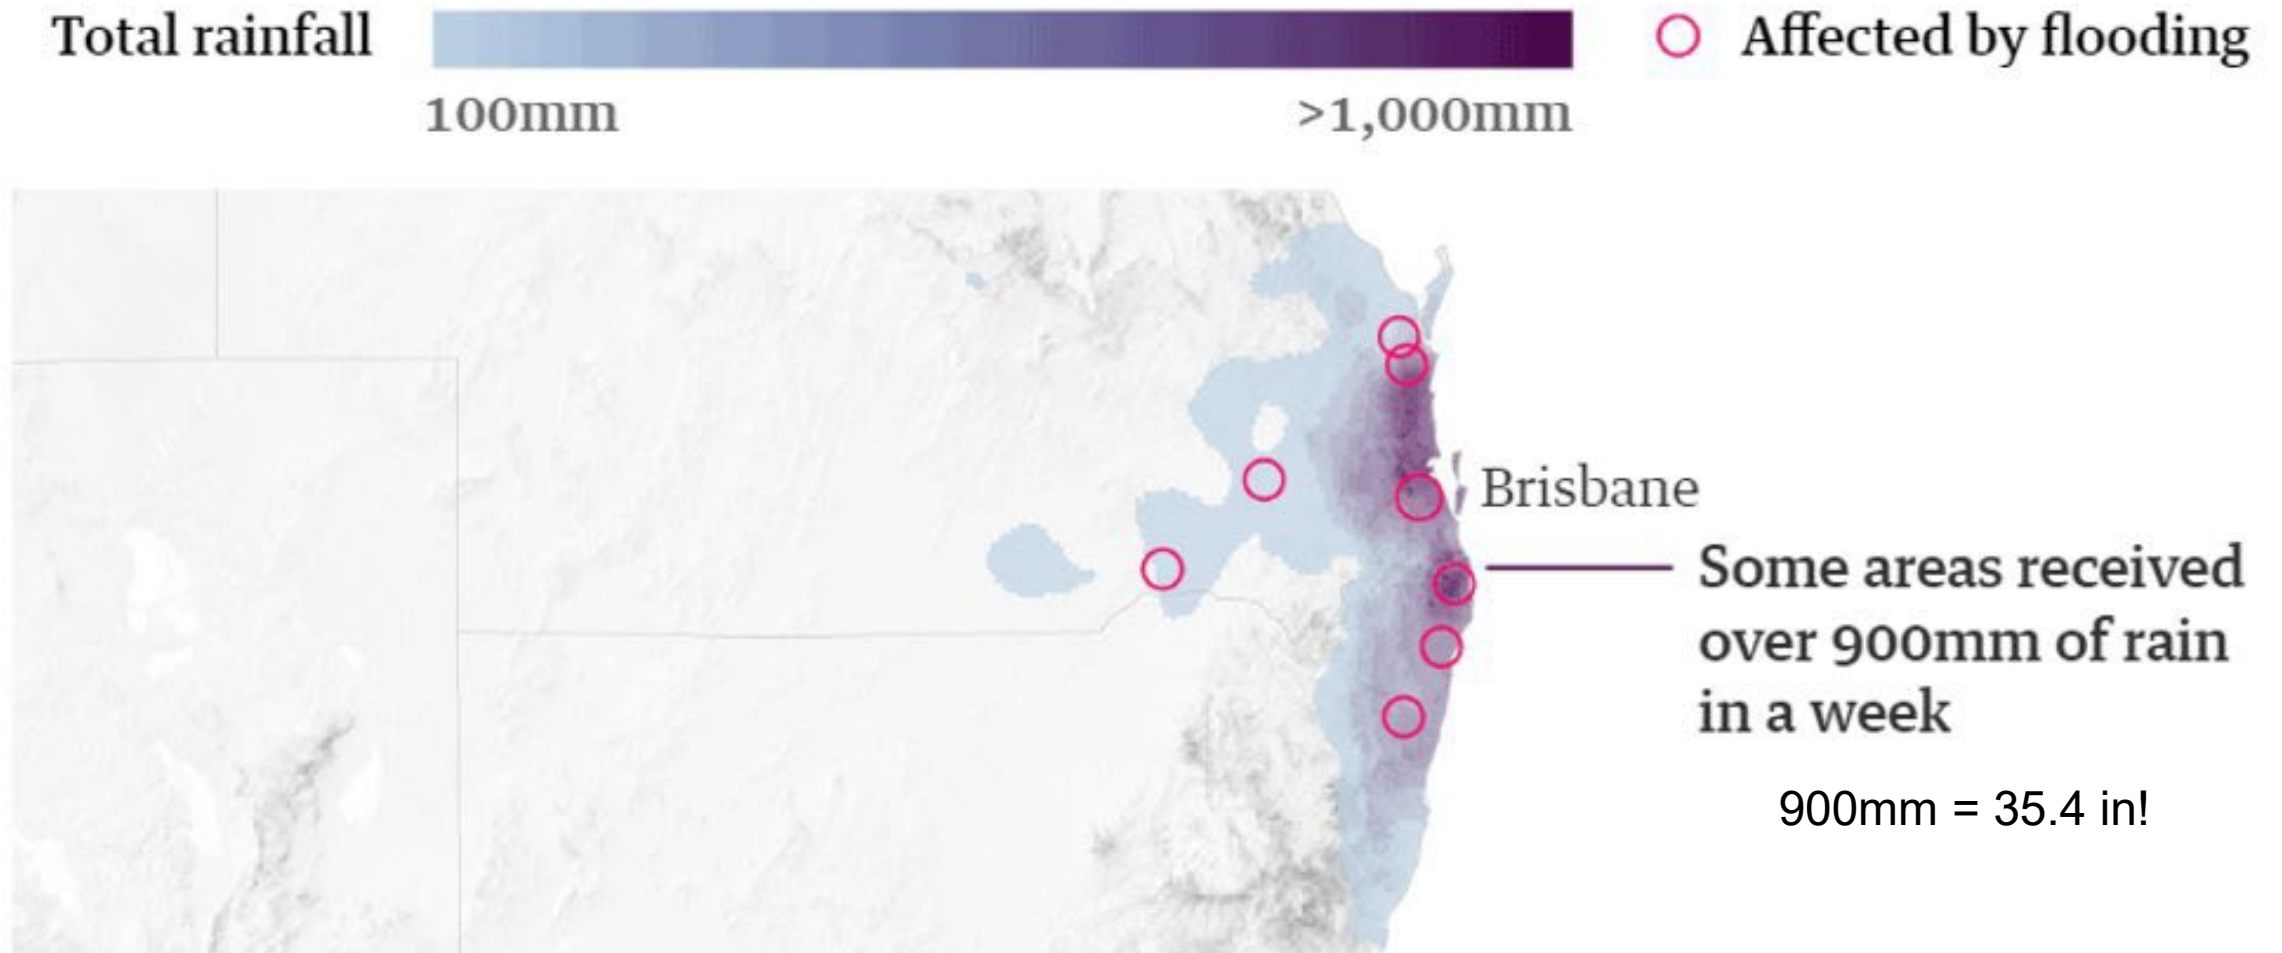 Total rainfall
Affected by flooding
100mm
>1,000mm
Brisbane
Some areas received
over 900mm of rain
in a week
900mm = 35.4 in!